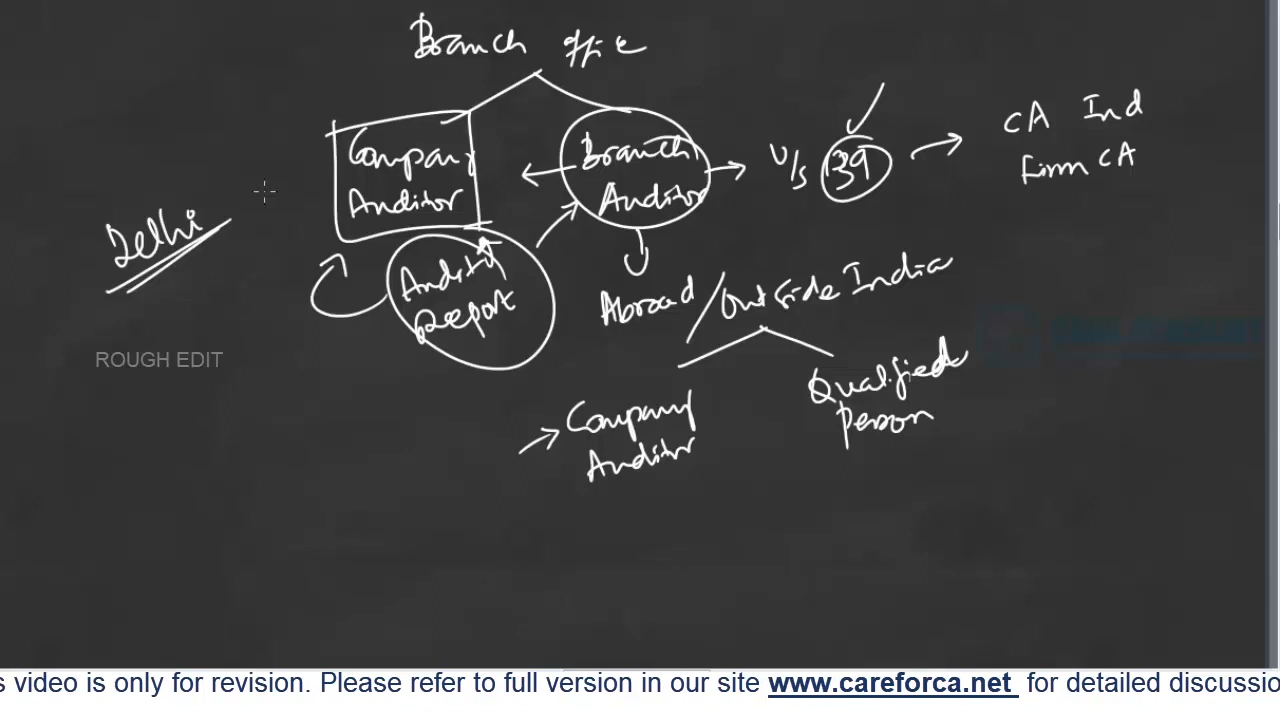 Branch office
Company
Auditor
Branch
Auditor
U/s 139
CA Ind
Firm CA
Delhi
Auditing
Report
Abroad / Outside India
ROUGH EDIT
Company
Auditor
Qualified
person
s video is only for revision. Please refer to full version in our site www.careforca.net for detailed discussio